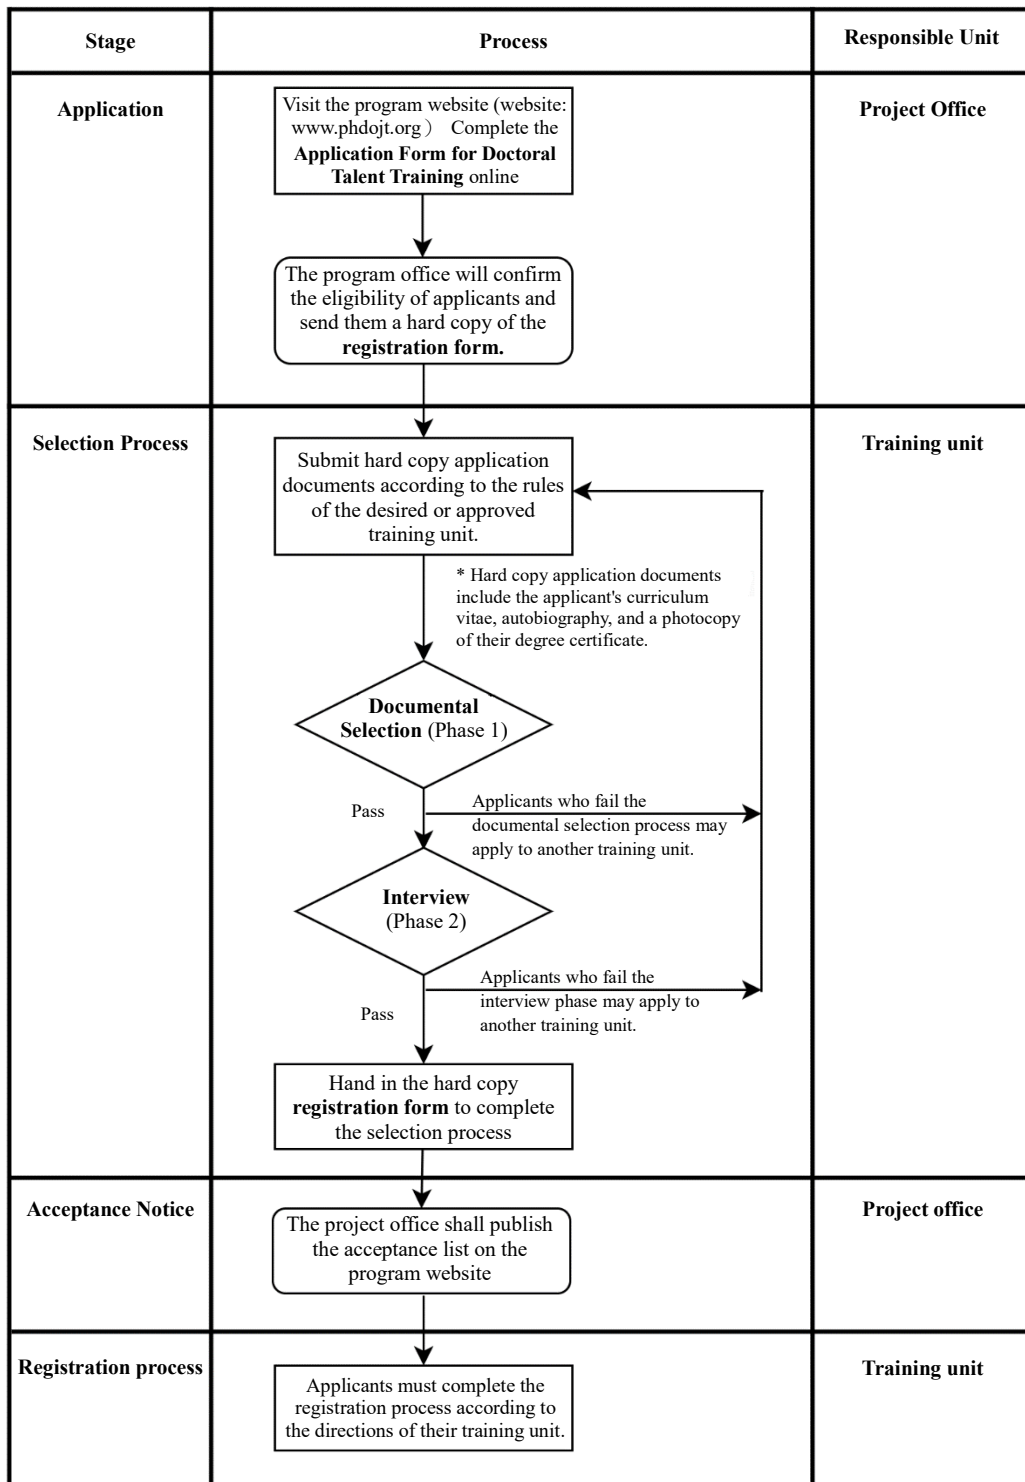 Stage
Process
Responsible Unit
Application
Visit the program website (website:
www.phdojt.org） Complete the
Application Form for Doctoral
Talent Training online
Project Office
The program office will confirm
the eligibility of applicants and
send them a hard copy of the
registration form.
Selection Process
Training unit
Submit hard copy application
documents according to the rules
of the desired or approved
training unit.
* Hard copy application documents
include the applicant's curriculum
vitae, autobiography, and a photocopy
of their degree certificate.
Documental
Selection (Phase 1)
Pass
Applicants who fail the
documental selection process may
apply to another training unit.
Interview
(Phase 2)
Pass
Applicants who fail the
interview phase may apply to
another training unit.
Hand in the hard copy
registration form to complete
the selection process
Acceptance Notice
Project office
The project office shall publish
the acceptance list on the
program website
Registration process
Training unit
Applicants must complete the
registration process according to
the directions of their training unit.